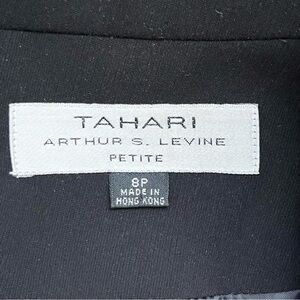 TAHARI
ARTHUR S. LEVINE
PETITE
8P
MADE IN
HONG KONG